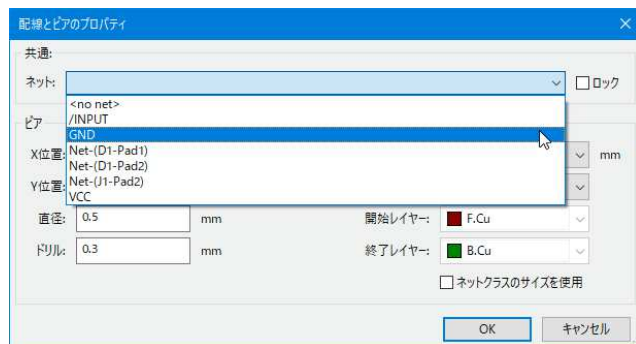 配線とビアのプロパティ
共通:
ネット:
ロック
<no net>
/INPUT
ビア
GND
X位置:
Net-(D1-Pad1)
mm
Net-(D1-Pad2)
Y位置:
Net-(J1-Pad2)
VCC
直径: 0.5 mm 開始レイヤー: F.Cu
ドリル: 0.3 mm 終了レイヤー: B.Cu
ネットクラスのサイズを使用
OK キャンセル